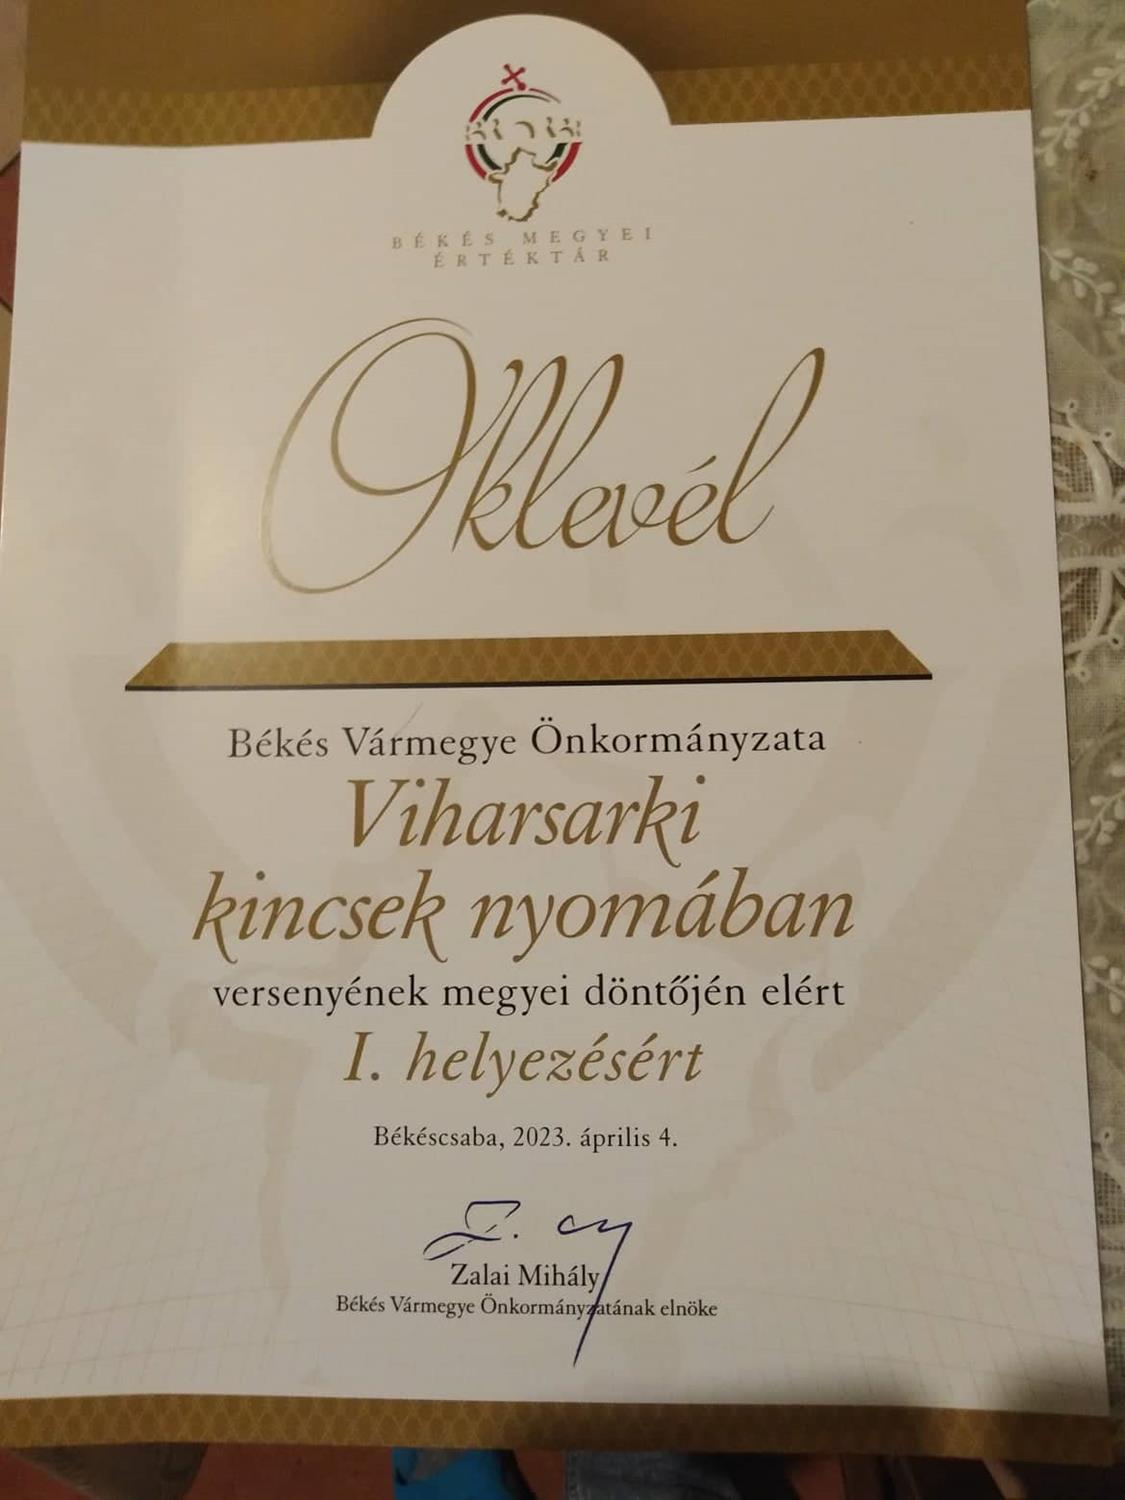 BÉKÉS MEGYEI
ÉRTÉKTÁR
Oklevél
Békés Vármegye Önkormányzata
Viharsarki
kincsek nyomában
versenyének megyei döntőjén elért
I. helyezésért
Békéscsaba, 2023. április 4.
Zalai Mihály
Békés Vármegye Önkormányzatának elnöke